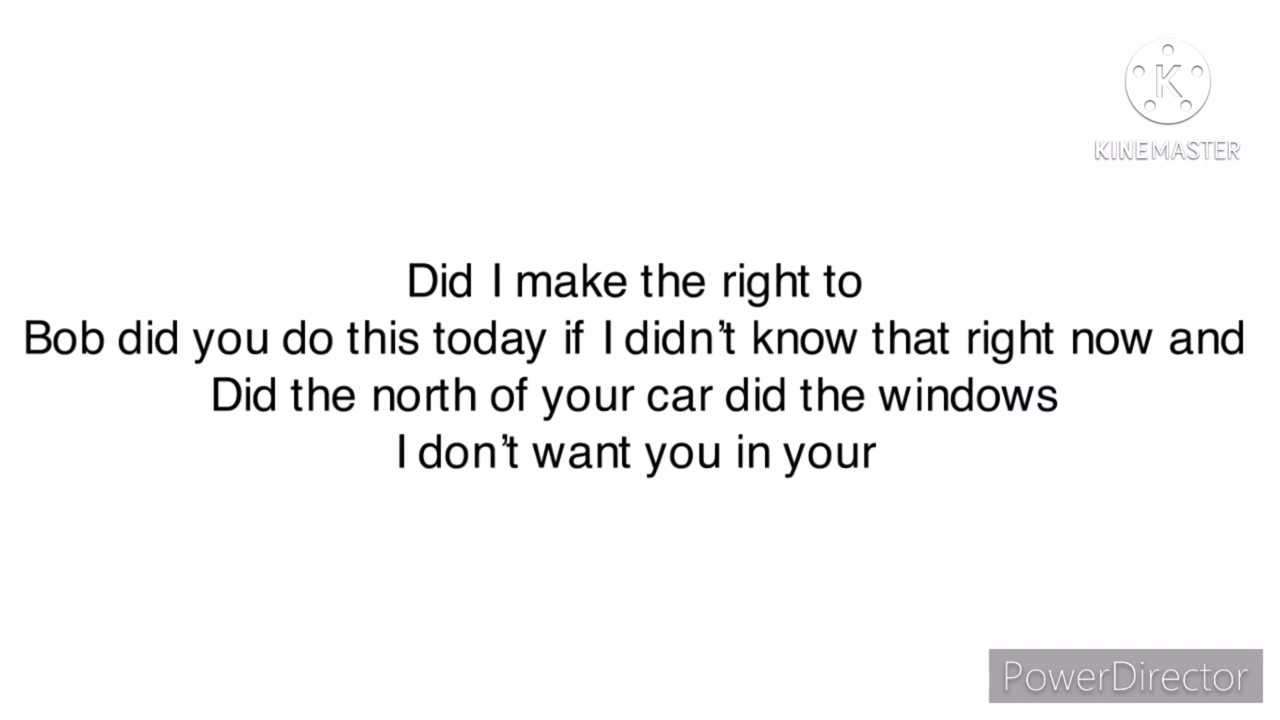 K
KINEMASTER
Did I make the right to
Bob did you do this today if I didn't know that right now and
Did the north of your car did the windows
I don't want you in your
PowerDirector